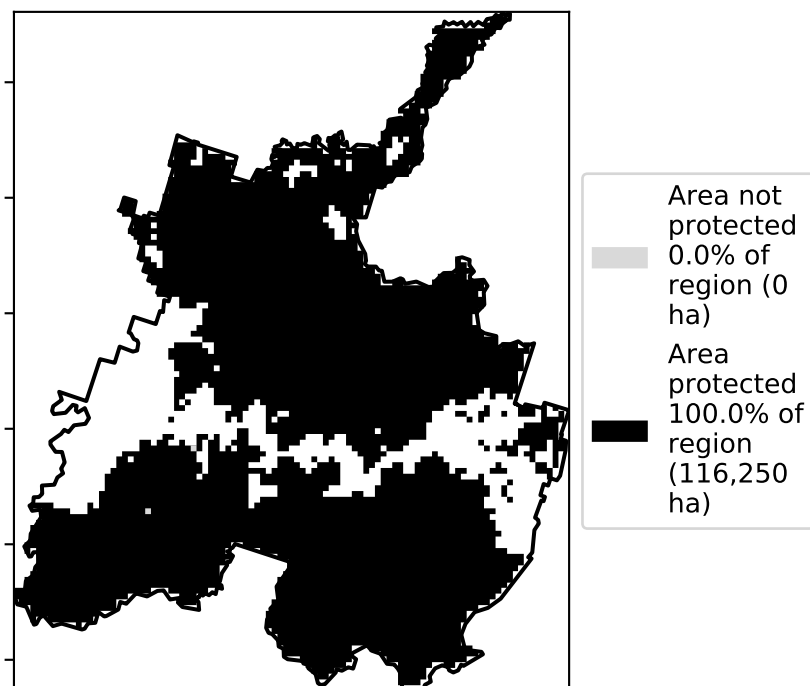 Area not
protected
0.0% of
region (0
ha)
Area
protected
100.0% of
region
(116,250
ha)